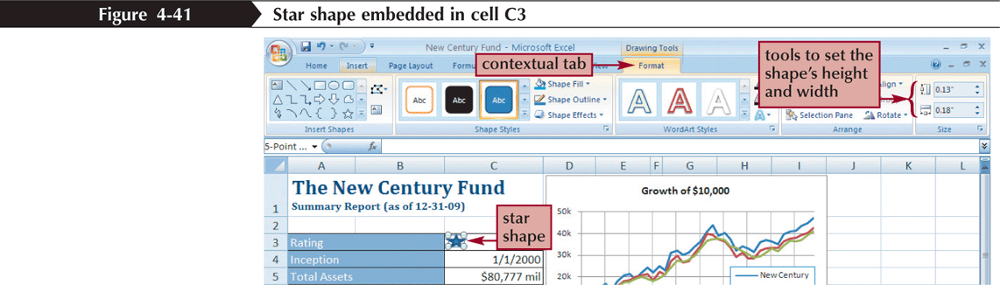 Figure 4-41 Star shape embedded in cell C3
New Century Fund - Microsoft Excel Drawing Tools
Home Insert Page Layout Formu view Format
contextual tab
tools to set the
shape's height
and width
Abc Abc Abc
Shape Fill
Shape Outline
Shape Effects
A A A
A
Selection Pane
lign
Rotate
0.13"
0.18"
Insert Shapes Shape Styles WordArt Styles Arrange Size
5-Point ... fx
A B C D E F G H I J K L
1 The New Century Fund
Summary Report (as of 12-31-09)
2
3 Rating
4 Inception 1/1/2000
5 Total Assets $80,777 mil
star
shape
Growth of $10,000
50k
40k
30k
20k
New Century